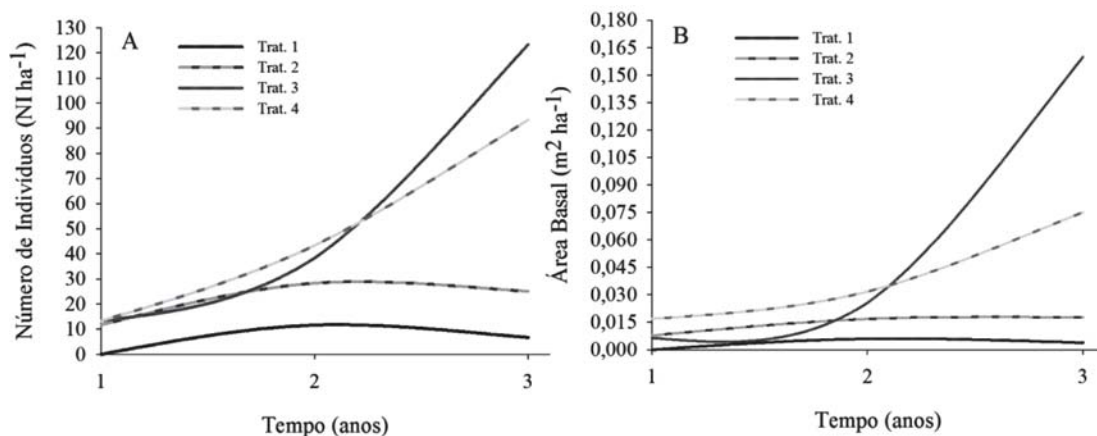 A
Número de Indivíduos (NI ha-1)
130
120
110
100
90
80
70
60
50
40
30
20
10
0
Trat. 1
Trat. 2
Trat. 3
Trat. 4
1
2
3
Tempo (anos)
B
Área Basal (m2 ha-1)
0,180
0,165
0,150
0,135
0,120
0,105
0,090
0,075
0,060
0,045
0,030
0,015
0,000
Trat. 1
Trat. 2
Trat. 3
Trat. 4
1
2
3
Tempo (anos)